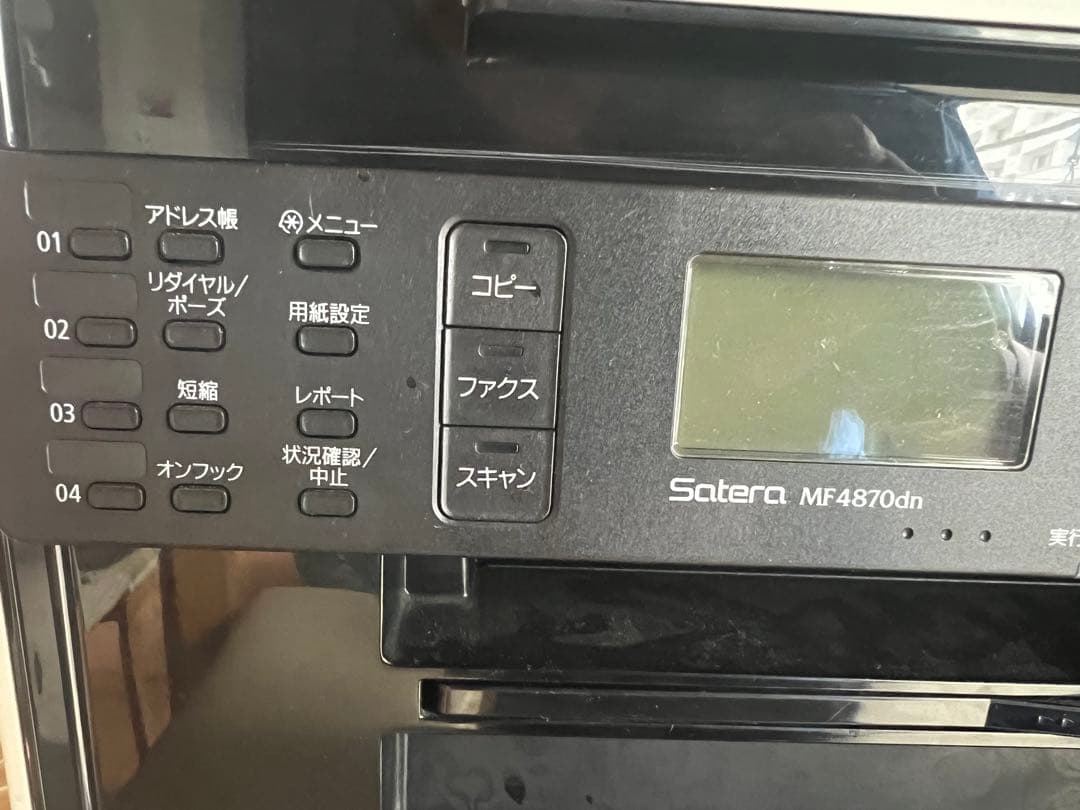 01
アドレス帳
メニュー
リダイヤル/
ポーズ
02
用紙設定
03
短縮
レポート
04
オンフック
状況確認/
中止
コピー
ファクス
スキャン
Satera MF4870dn
実行